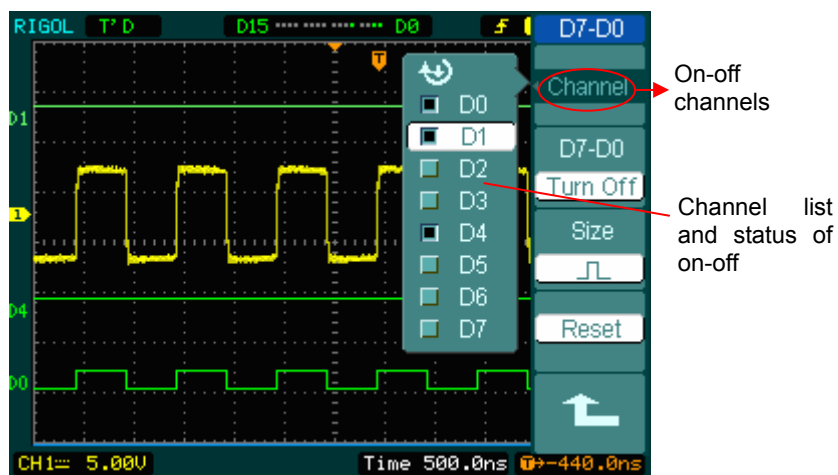 RIGOL T'D D15 D0 D7-D0
Channel
On-off
channels
D0
D1
D2
D3
D4
D5
D6
D7
T
D1
D7-D0
Turn Off
Channel list
and status of
on-off
1
Size
D4
Reset
D0
CH1 5.00V Time 500.0ns T→-440.0ns